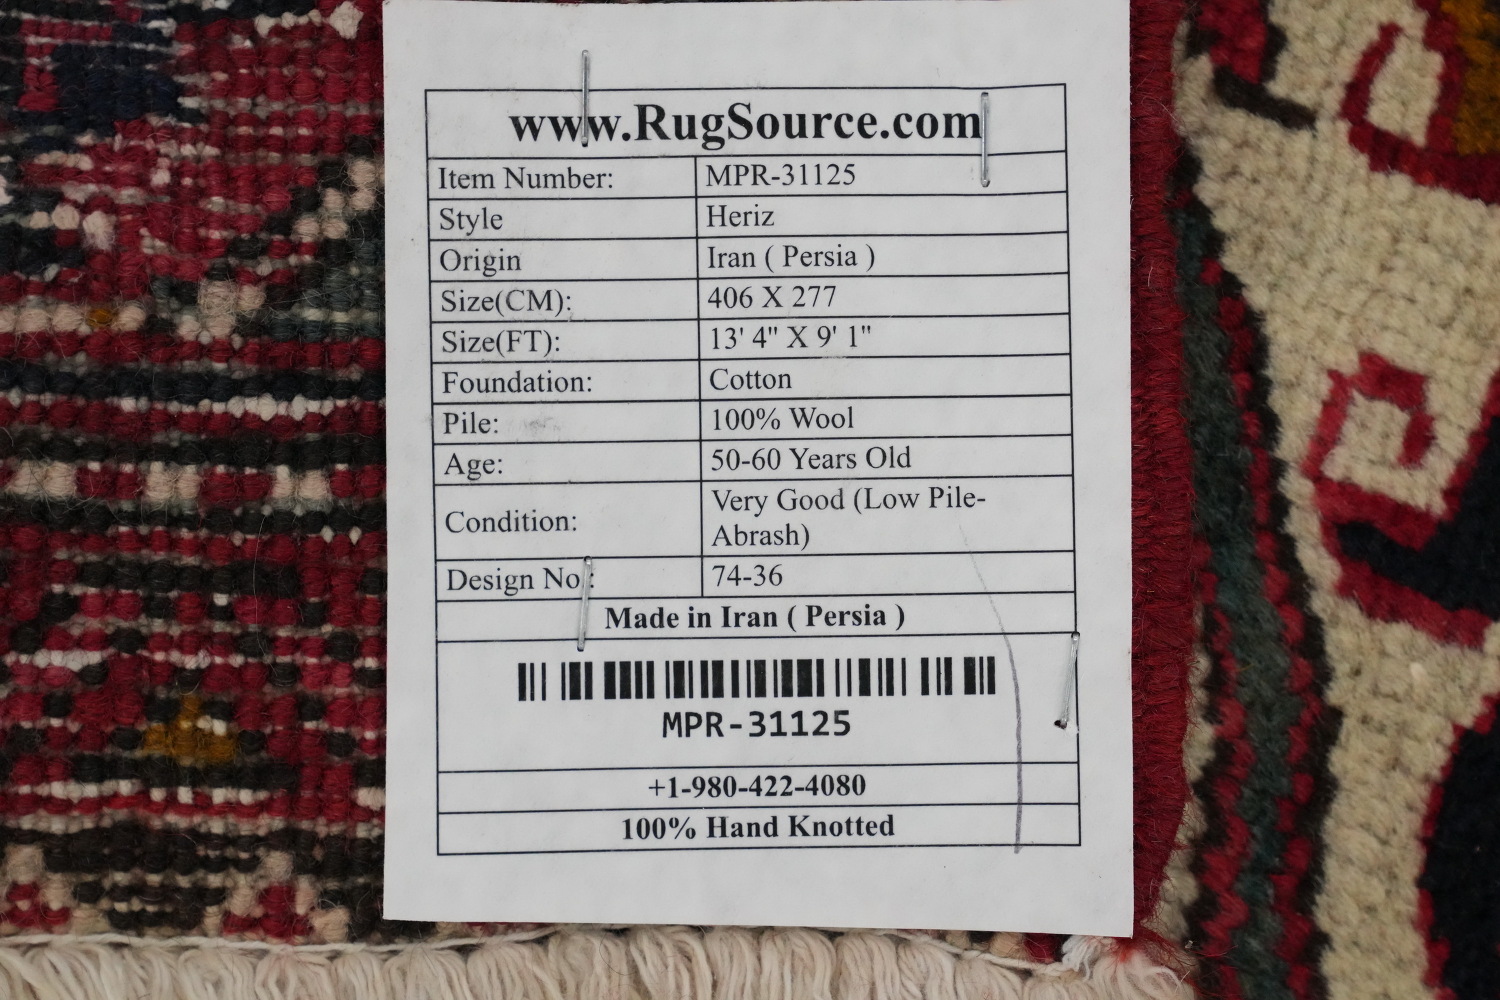 www.RugSource.com
Item Number: MPR-31125
Style Heriz
Origin Iran ( Persia )
Size(CM): 406 X 277
Size(FT): 13' 4" X 9' 1"
Foundation: Cotton
Pile: 100% Wool
Age: 50-60 Years Old
Condition: Very Good (Low Pile-
Abrash)
Design No : 74-36
Made in Iran ( Persia )
MPR-31125
+1-980-422-4080
100% Hand Knotted